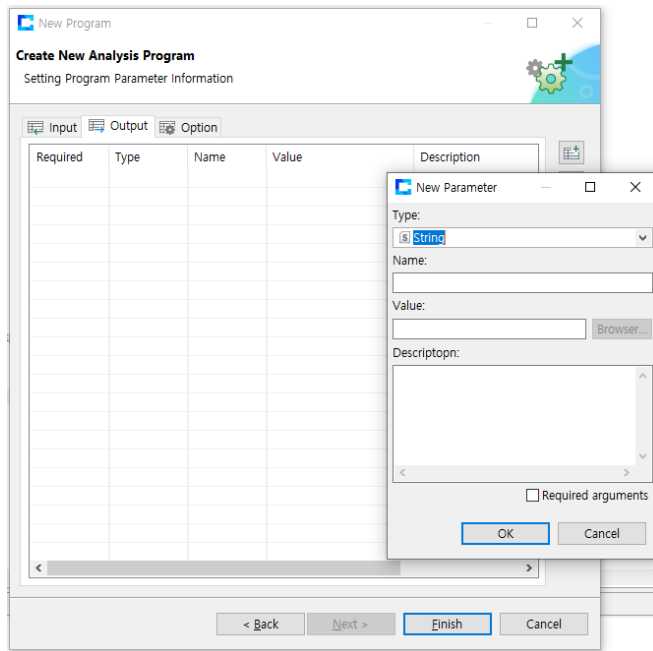 New Program
Create New Analysis Program
Setting Program Parameter Information
Input Output Option
Required Type Name Value Description
New Parameter
Type:
String
Name:
Value:
Browser...
Descriptopn:
Required arguments
OK Cancel
< Back Next > Finish Cancel